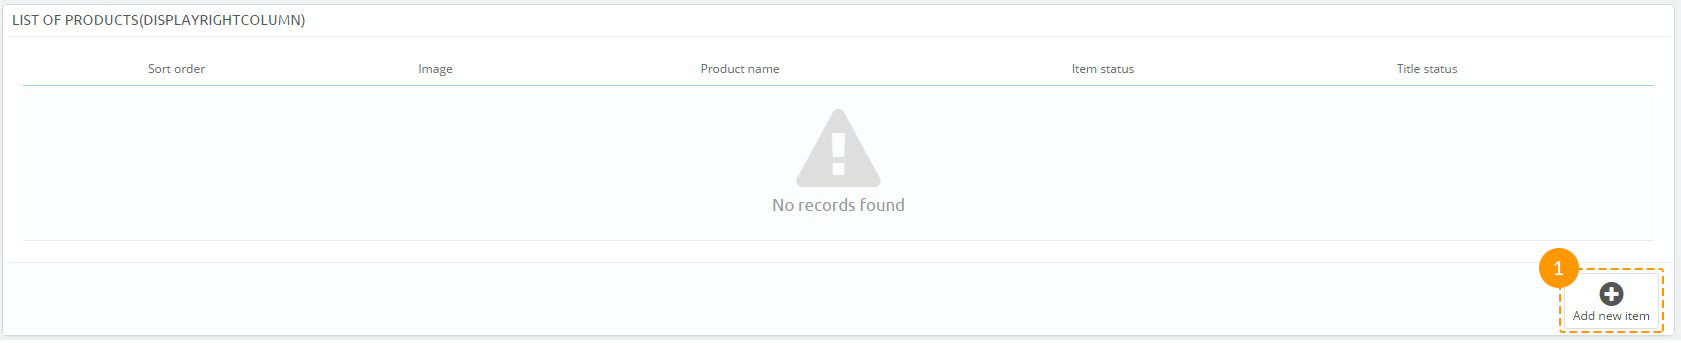 LIST OF PRODUCTS(DISPLAYRIGHTCOLUMN)
Sort order Image Product name Item status Title status
No records found
1
Add new item